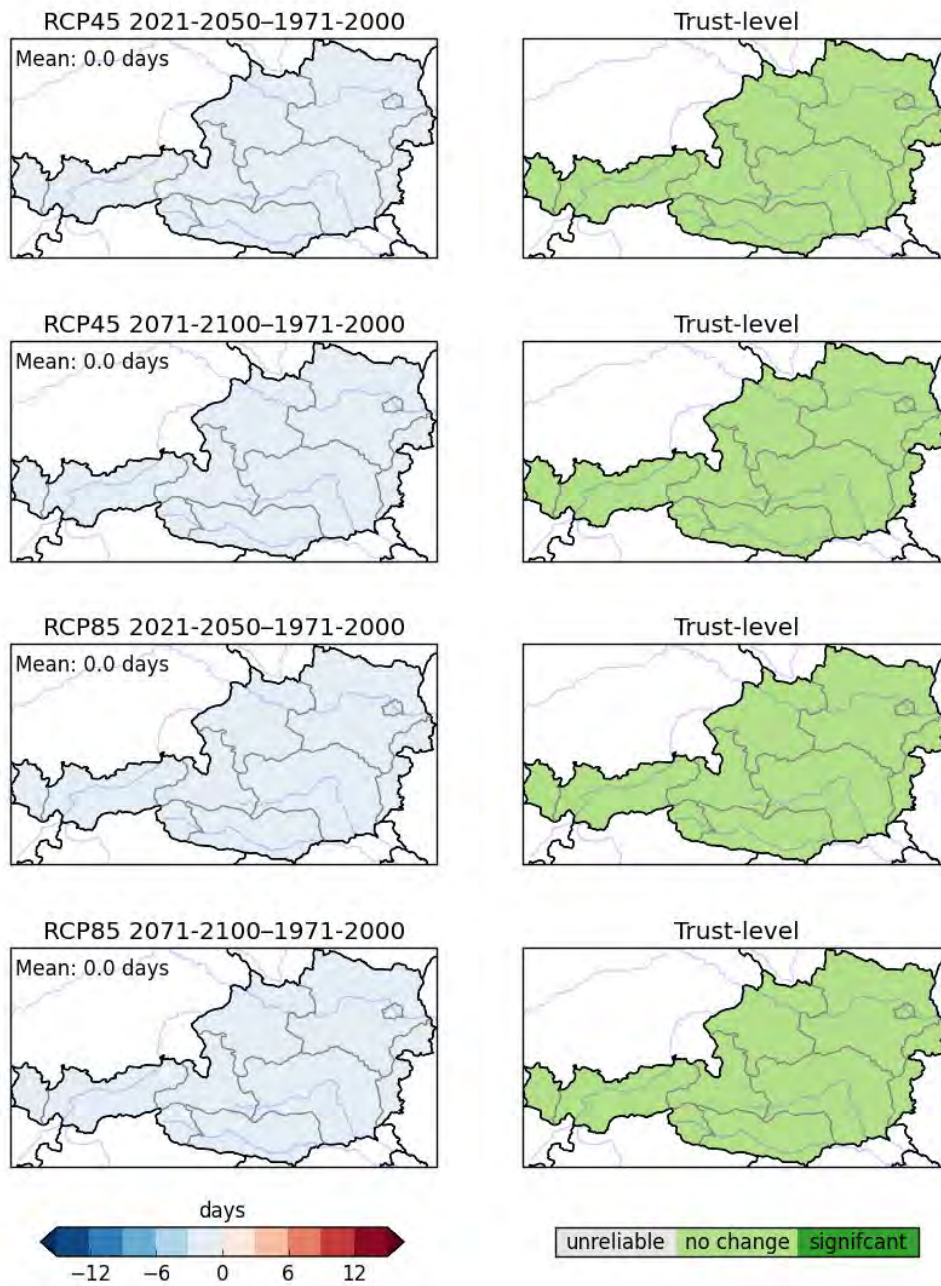 RCP45 2021-2050–1971-2000
Trust-level
Mean: 0.0 days
RCP45 2071-2100–1971-2000
Trust-level
Mean: 0.0 days
RCP85 2021-2050–1971-2000
Trust-level
Mean: 0.0 days
RCP85 2071-2100–1971-2000
Trust-level
Mean: 0.0 days
days
−12 −6 0 6 12
unreliable no change signifcant